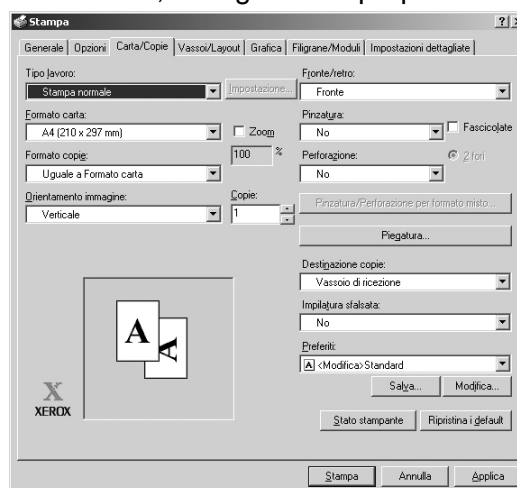 Stampa
Generale Opzioni Carta/Copie Vassoi/Layout Grafica Filigrane/Moduli Impostazioni dettagliate
Tipo lavoro:
Stampa normale
Impostazione...
Formato carta:
A4 (210 x 297 mm)
Zoom
Formato copie:
100 %
Uguale a Formato carta
Orientamento immagine:
Copie:
Verticale
1
A
A
XEROX
Fronte/retro:
Fronte
Pinzatura:
No
Fascicolate
Perforazione:
2 fori
No
Pinzatura/Perforazione per formato misto...
Piegatura...
Destinazione copie:
Vassoio di ricezione
Impilatura sfalsata:
No
Preferiti:
A <Modifica>Standard
Salva... Modifica...
Stato stampante Ripristina i default
Stampa Annulla Applica